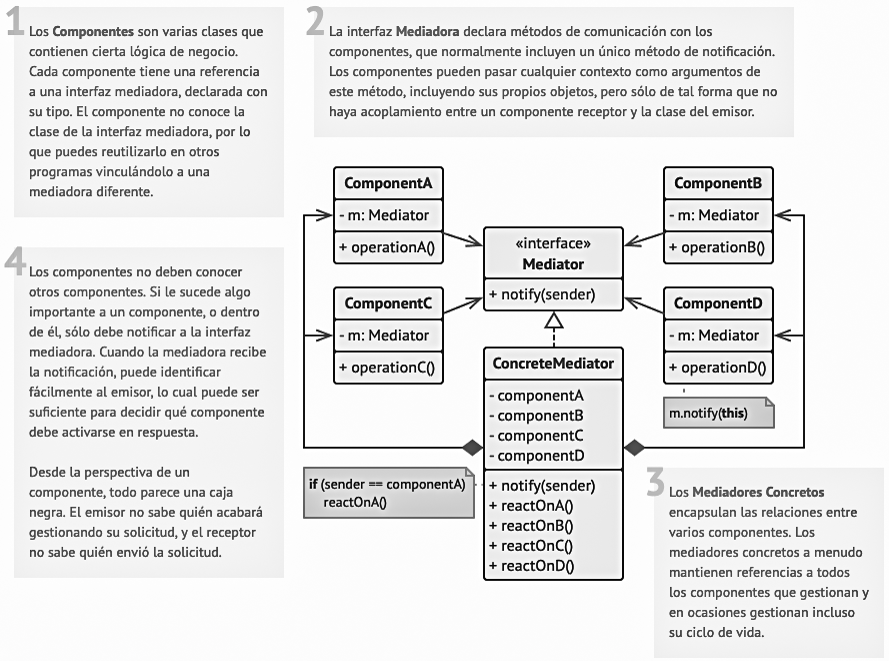 1
Los Componentes son varias clases que
contienen cierta lógica de negocio.
Cada componente tiene una referencia
a una interfaz mediadora, declarada con
su tipo. El componente no conoce la
clase de la interfaz mediadora, por lo
que puedes reutilizarlo en otros
programas vinculándolo a una
mediadora diferente.
2
La interfaz Mediadora declara métodos de comunicación con los
componentes, que normalmente incluyen un único método de notificación.
Los componentes pueden pasar cualquier contexto como argumentos de
este método, incluyendo sus propios objetos, pero sólo de tal forma que no
haya acoplamiento entre un componente receptor y la clase del emisor.
ComponentA
- m: Mediator
+ operationA()
ComponentB
- m: Mediator
+ operationB()
«interface»
Mediator
+ notify(sender)
ComponentC
- m: Mediator
+ operationC()
ComponentD
- m: Mediator
+ operationD()
m.notify(this)
ConcreteMediator
- componentA
- componentB
- componentC
- componentD
+ notify(sender)
+ reactOnA()
+ reactOnB()
+ reactOnC()
+ reactOnD()
if (sender == componentA)
reactOnA()
3
Los Mediadores Concretos
encapsulan las relaciones entre
varios componentes. Los
mediadores concretos a menudo
mantienen referencias a todos
los componentes que gestionan y
en ocasiones gestionan incluso
su ciclo de vida.
4
Los componentes no deben conocer
otros componentes. Si le sucede algo
importante a un componente, o dentro
de él, sólo debe notificar a la interfaz
mediadora. Cuando la mediadora recibe
la notificación, puede identificar
fácilmente al emisor, lo cual puede ser
suficiente para decidir qué componente
debe activarse en respuesta.
Desde la perspectiva de un
componente, todo parece una caja
negra. El emisor no sabe quién acabará
gestionando su solicitud, y el receptor
no sabe quién envió la solicitud.